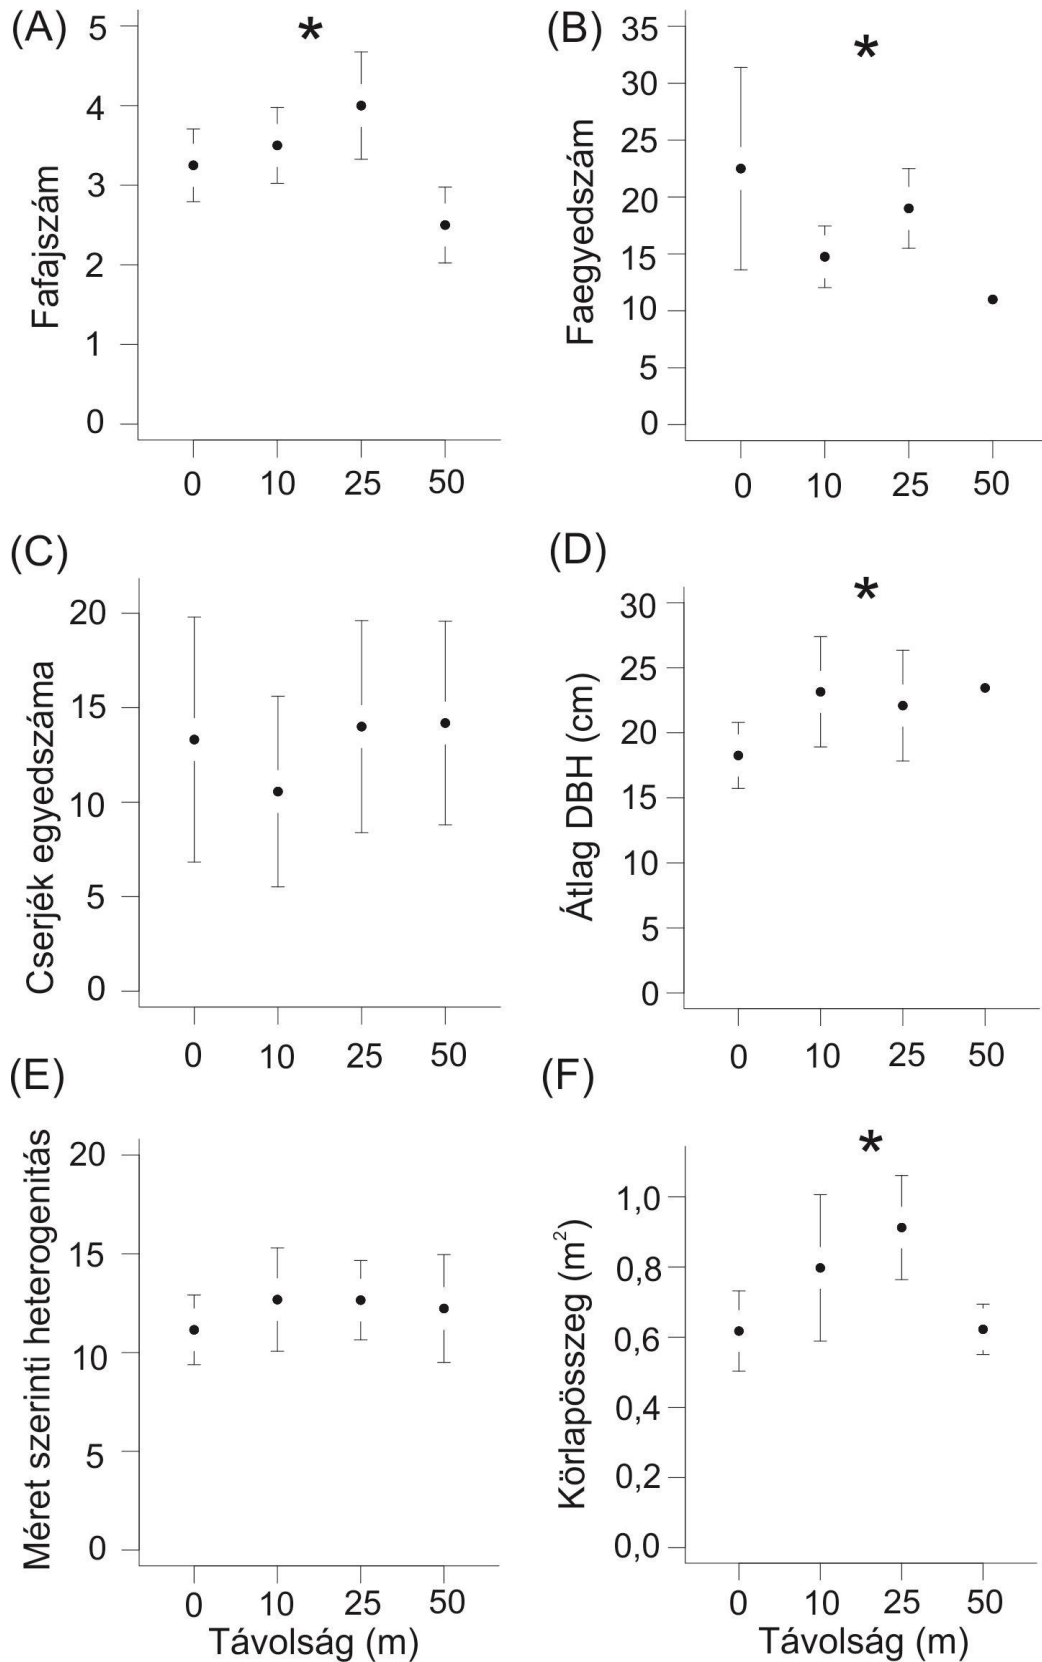 (A)
*
5
4
3
2
1
0
Fafajszám
0 10 25 50
(B)
*
35
30
25
20
15
10
5
0
Faegyedszám
0 10 25 50
(C)
20
15
10
5
0
Cserjék egyedszáma
0 10 25 50
(D)
*
30
25
20
15
10
5
0
Átlag DBH (cm)
0 10 25 50
(E)
20
15
10
5
0
Méret szerinti heterogenitás
0 10 25 50
Távolság (m)
(F)
*
1,0
0,8
0,6
0,4
0,2
0,0
Körlapösszeg (m²)
0 10 25 50
Távolság (m)